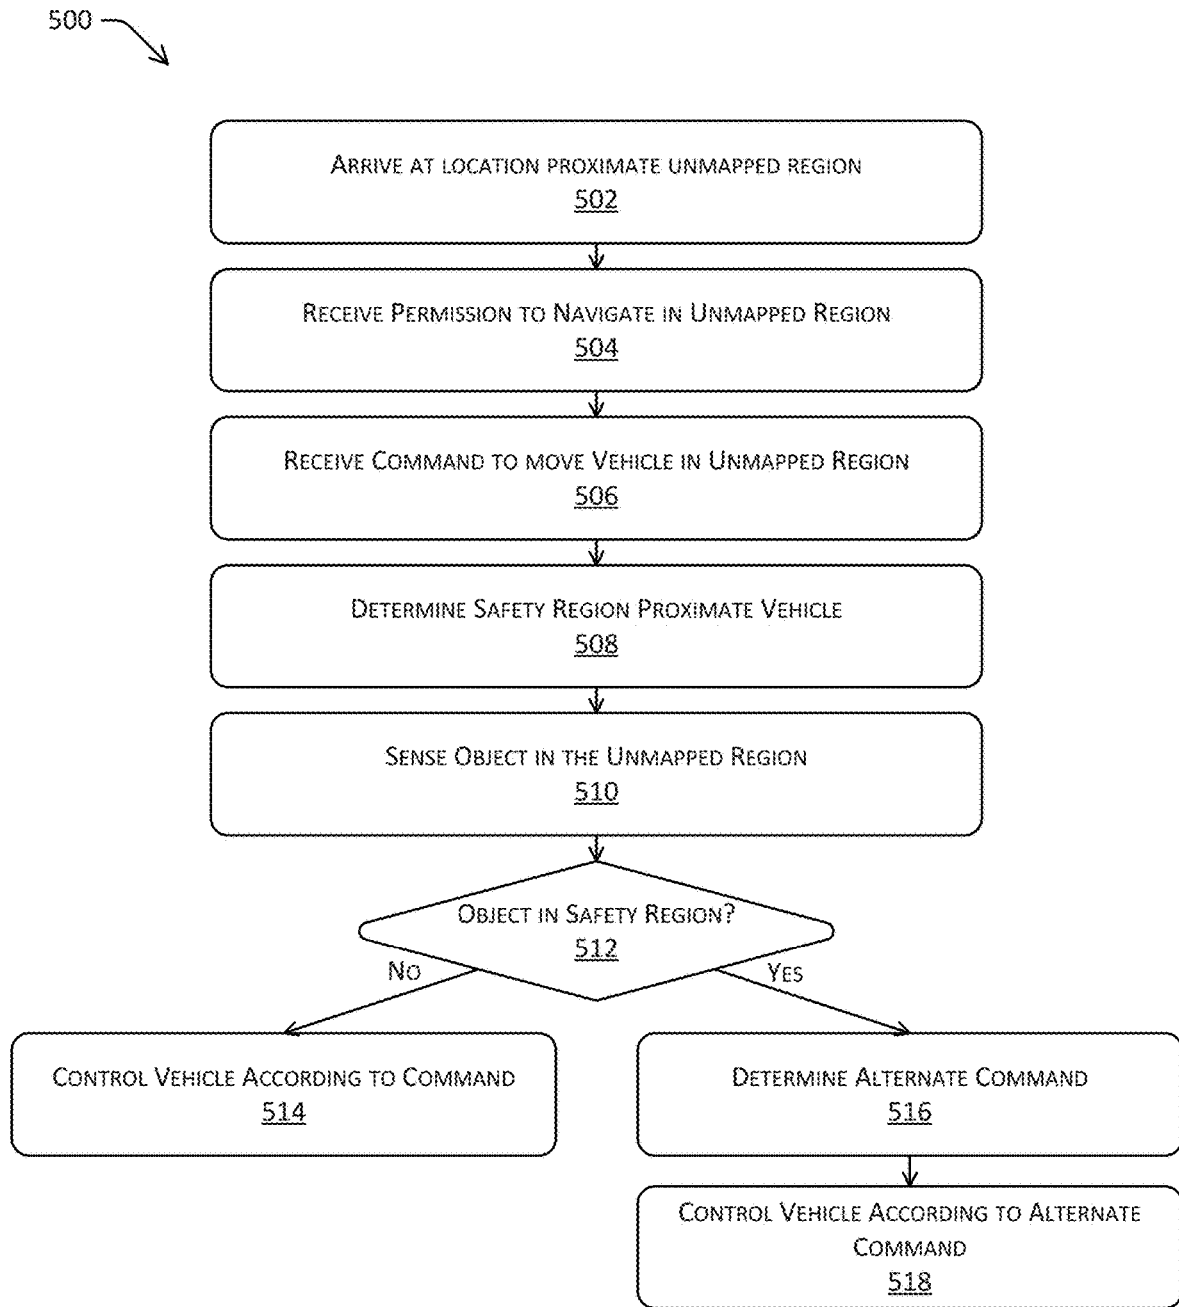 500
Arrive at location proximate unmapped region
502
Receive Permission to Navigate in Unmapped Region
504
Receive Command to move Vehicle in Unmapped Region
506
Determine Safety Region Proximate Vehicle
508
Sense Object in the Unmapped Region
510
Object in Safety Region?
512
No
Yes
Control Vehicle According to Command
514
Determine Alternate Command
516
Control Vehicle According to Alternate
Command
518